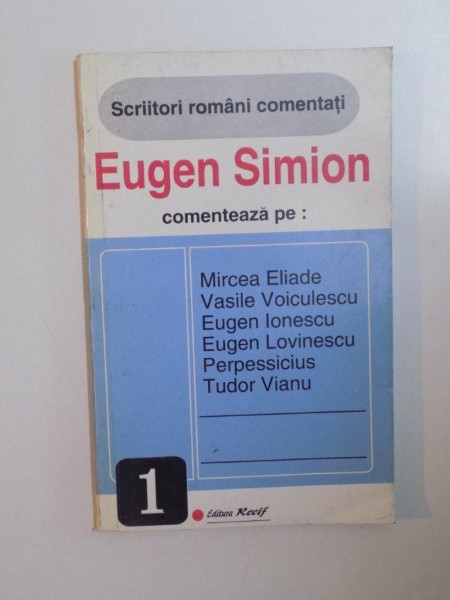 Scriitori români comentați
Eugen Simion
comentează pe :
Mircea Eliade
Vasile Voiculescu
Eugen Ionescu
Eugen Lovinescu
Perpessicius
Tudor Vianu
1
Editura Recif